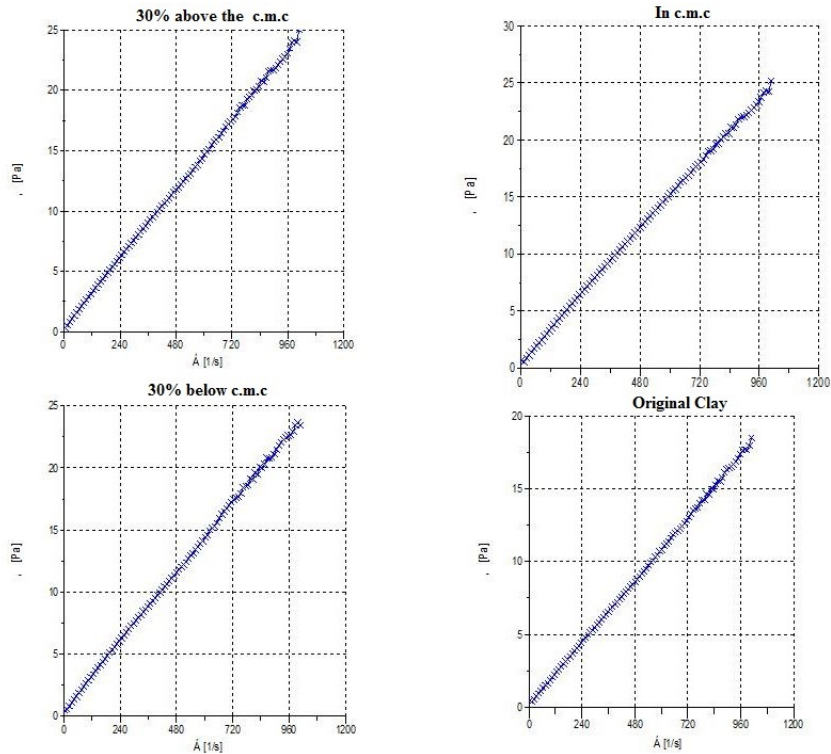 30% above the c.m.c
25
20
15
10
5
0
, [Pa]
0 240 480 720 960 1200
Á [1/s]
In c.m.c
30
25
20
15
10
5
0
, [Pa]
0 240 480 720 960 1200
Á [1/s]
30% below c.m.c
25
20
15
10
5
0
, [Pa]
0 240 480 720 960 1200
Á [1/s]
Original Clay
20
15
10
5
0
, [Pa]
0 240 480 720 960 1200
Á [1/s]